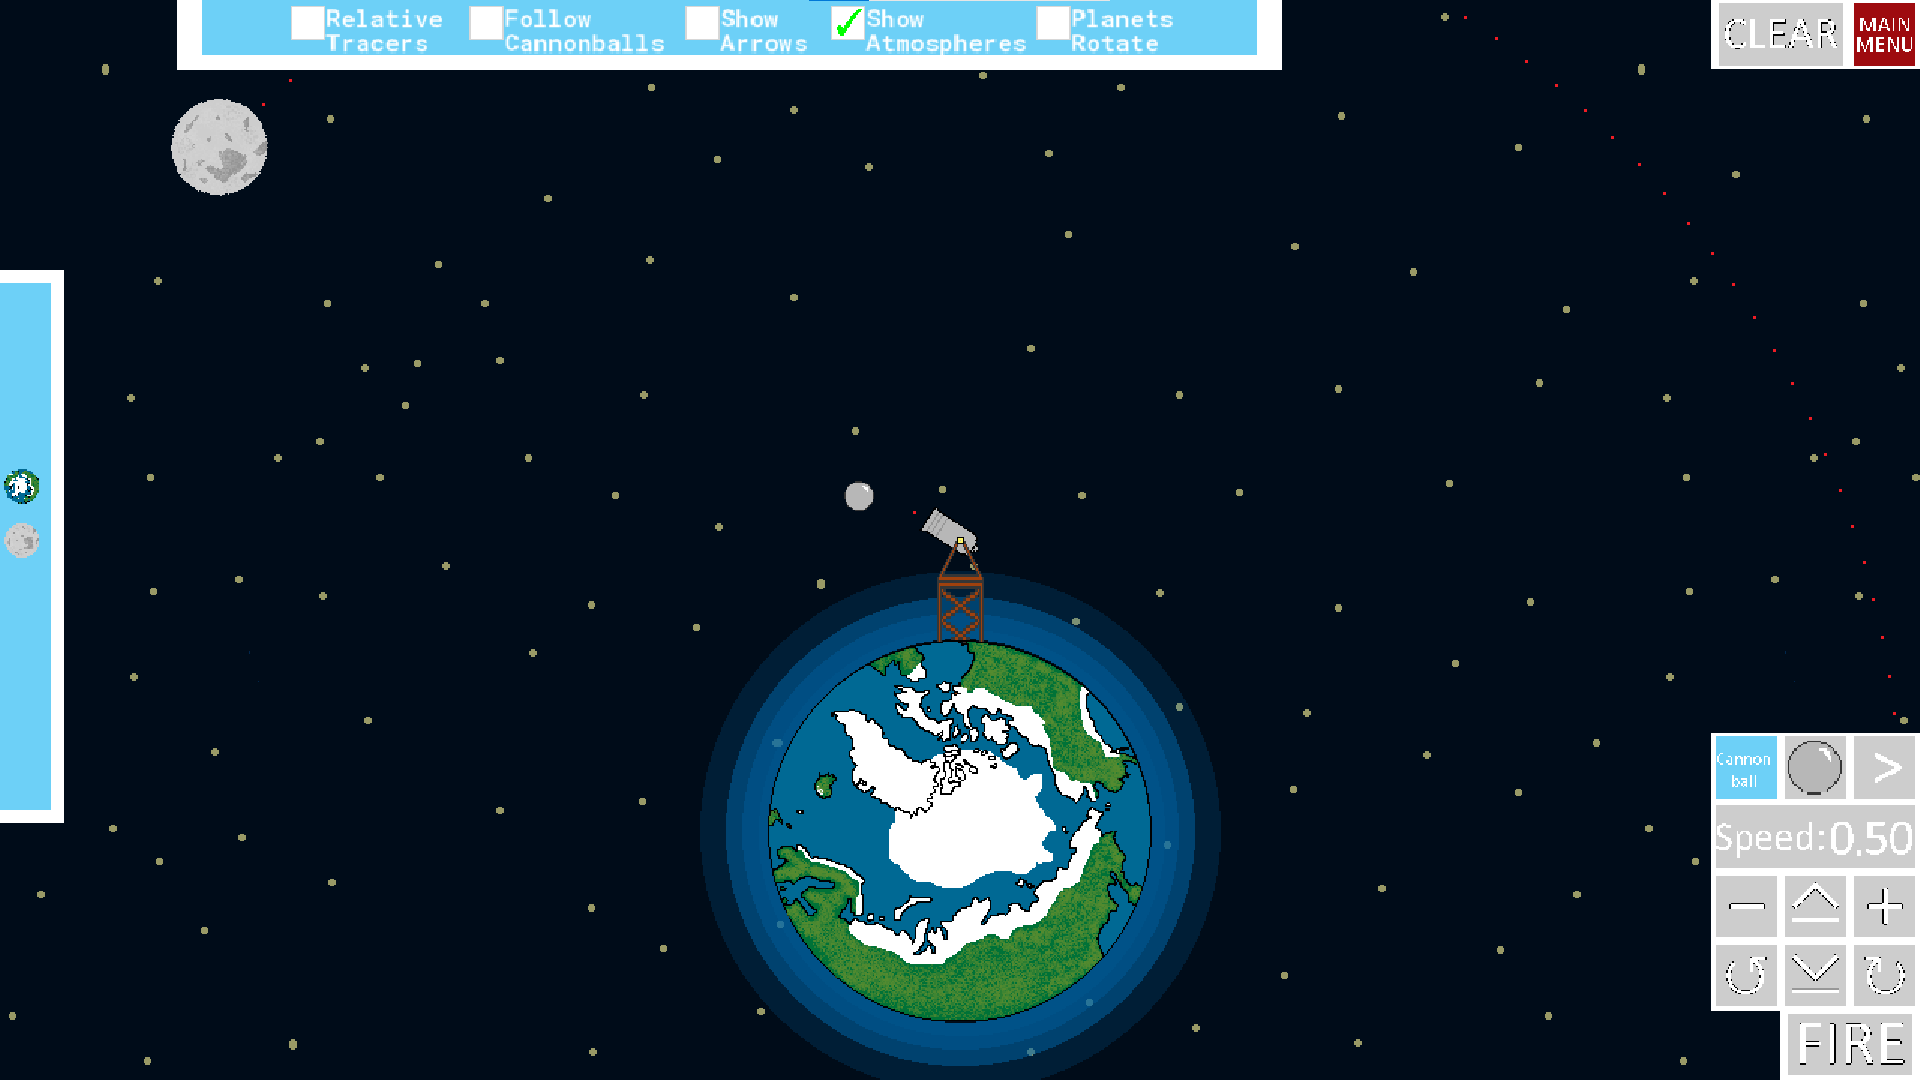 Relative
Tracers
Follow
Cannonballs
Show
Arrows
Show
Atmospheres
Planets
Rotate
CLEAR
MAIN
MENU
Cannon
ball
>
Speed:0.50
FIRE